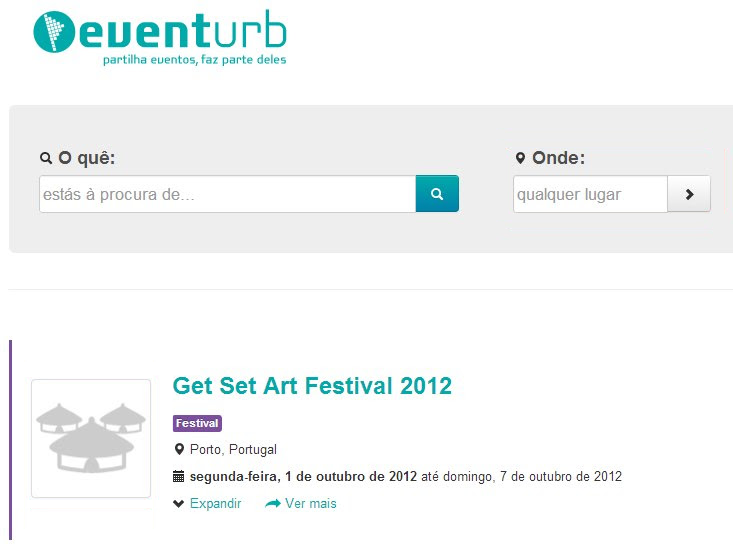 eventurb
partilha eventos, faz parte deles
O quê:
estás à procura de...
Onde:
qualquer lugar
Get Set Art Festival 2012
Festival
Porto, Portugal
segunda-feira, 1 de outubro de 2012 até domingo, 7 de outubro de 2012
Expandir Ver mais